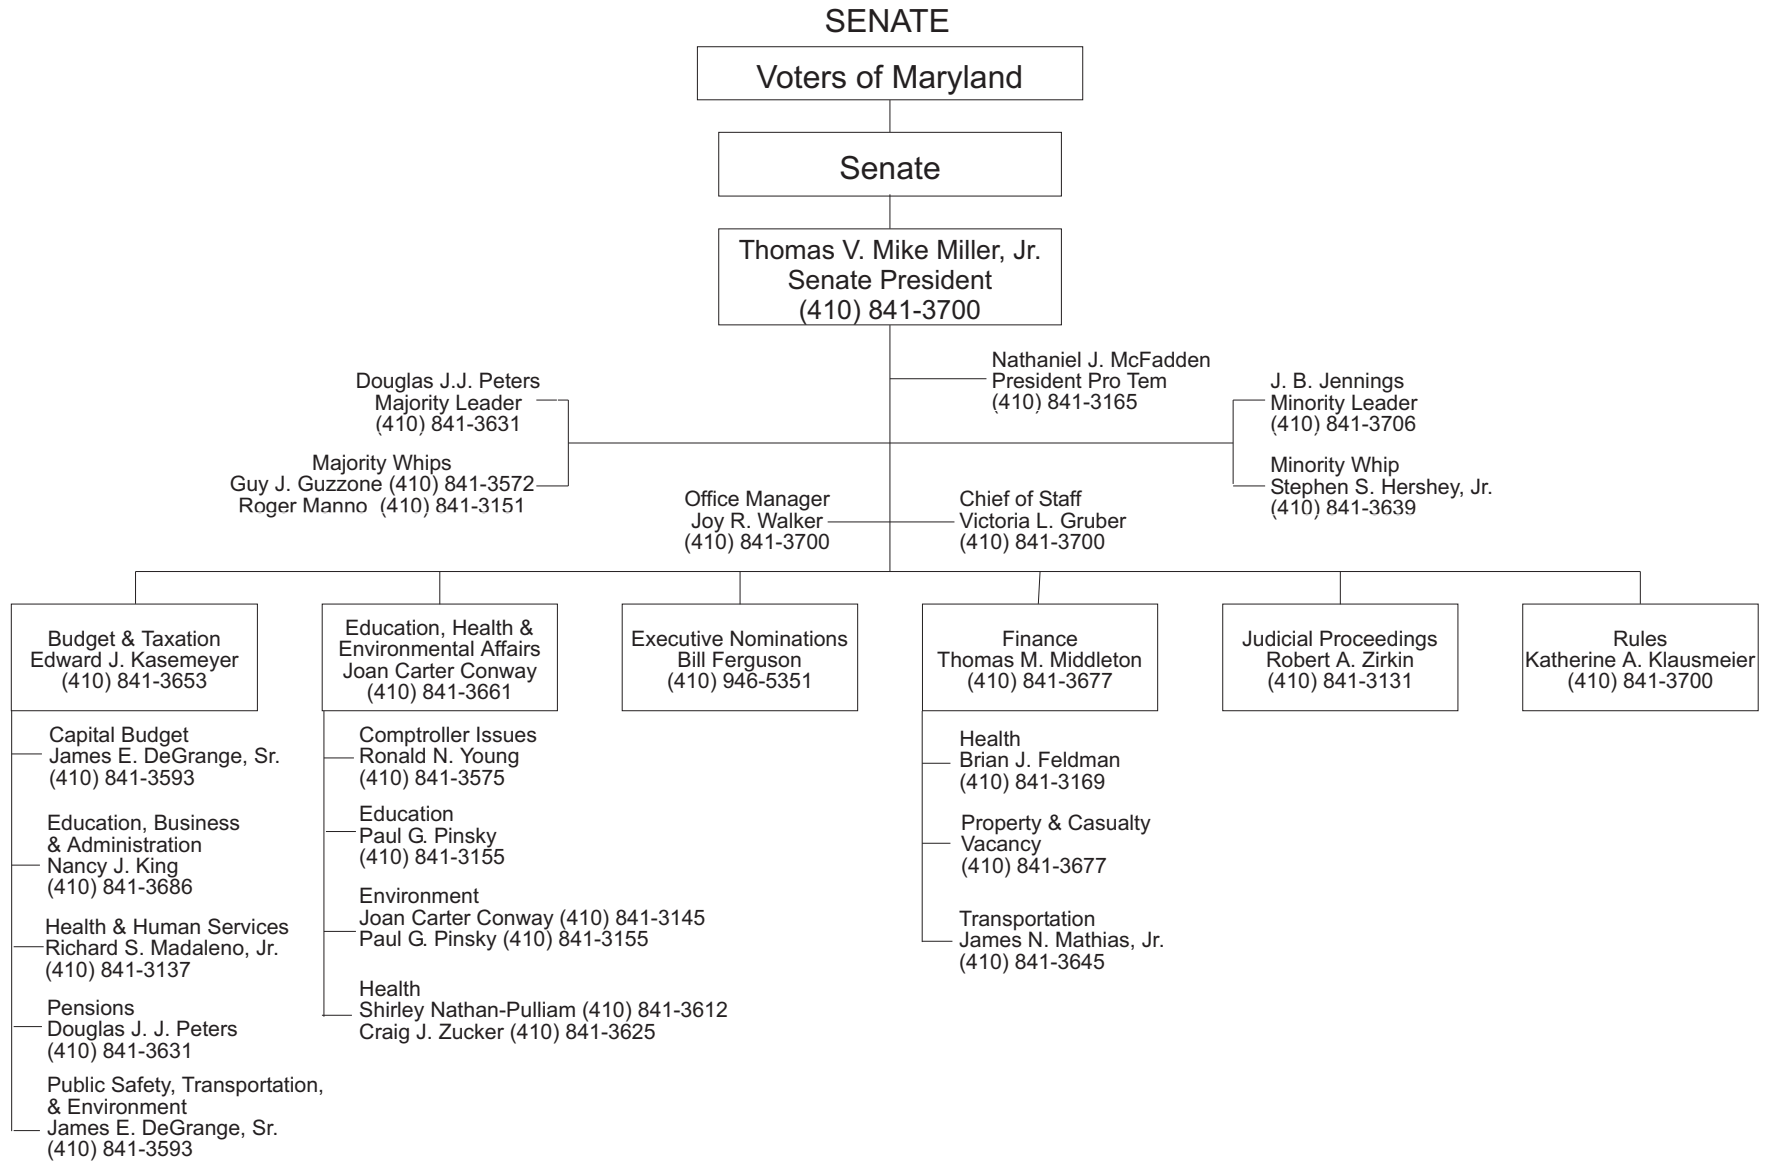 SENATE
Voters of Maryland
Senate
Thomas V. Mike Miller, Jr.
Senate President
(410) 841-3700
Nathaniel J. McFadden
President Pro Tem
(410) 841-3165
Douglas J.J. Peters
Majority Leader
(410) 841-3631
Majority Whips
Guy J. Guzzone (410) 841-3572
Roger Manno (410) 841-3151
J. B. Jennings
Minority Leader
(410) 841-3706
Minority Whip
Stephen S. Hershey, Jr.
(410) 841-3639
Office Manager
Joy R. Walker
(410) 841-3700
Chief of Staff
Victoria L. Gruber
(410) 841-3700
Budget & Taxation
Edward J. Kasemeyer
(410) 841-3653
Capital Budget
James E. DeGrange, Sr.
(410) 841-3593
Education, Business
& Administration
Nancy J. King
(410) 841-3686
Health & Human Services
Richard S. Madaleno, Jr.
(410) 841-3137
Pensions
Douglas J. J. Peters
(410) 841-3631
Public Safety, Transportation,
& Environment
James E. DeGrange, Sr.
(410) 841-3593
Education, Health &
Environmental Affairs
Joan Carter Conway
(410) 841-3661
Comptroller Issues
Ronald N. Young
(410) 841-3575
Education
Paul G. Pinsky
(410) 841-3155
Environment
Joan Carter Conway (410) 841-3145
Paul G. Pinsky (410) 841-3155
Health
Shirley Nathan-Pulliam (410) 841-3612
Craig J. Zucker (410) 841-3625
Executive Nominations
Bill Ferguson
(410) 946-5351
Finance
Thomas M. Middleton
(410) 841-3677
Health
Brian J. Feldman
(410) 841-3169
Property & Casualty
Vacancy
(410) 841-3677
Transportation
James N. Mathias, Jr.
(410) 841-3645
Judicial Proceedings
Robert A. Zirkin
(410) 841-3131
Rules
Katherine A. Klausmeier
(410) 841-3700